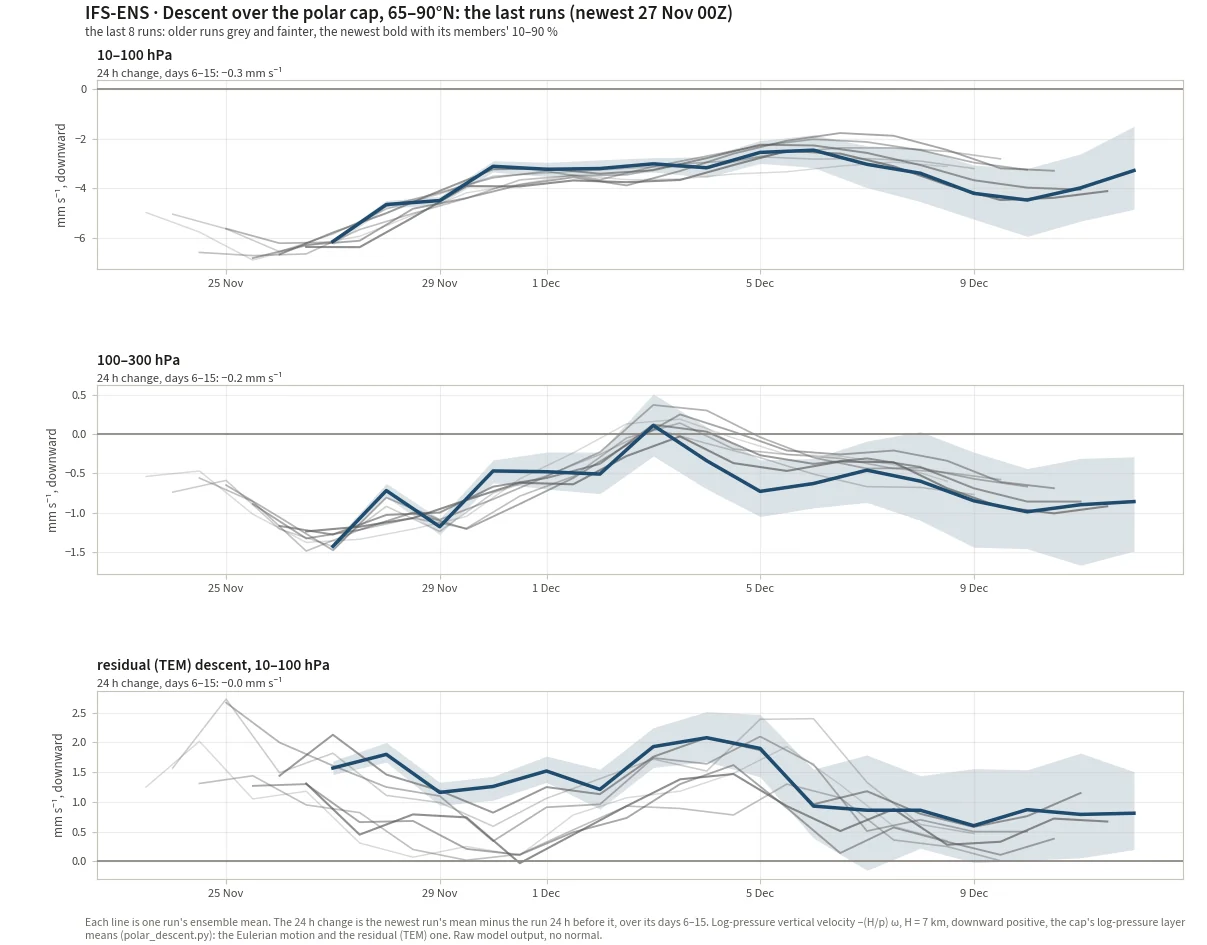 IFS-ENS · Descent over the polar cap, 65–90°N: the last runs (newest 27 Nov 00Z)
the last 8 runs: older runs grey and fainter, the newest bold with its members' 10–90 %
10–100 hPa
24 h change, days 6–15: −0.3 mm s⁻¹
mm s⁻¹, downward
0
−2
−4
−6
25 Nov
29 Nov
1 Dec
5 Dec
9 Dec
100–300 hPa
24 h change, days 6–15: −0.2 mm s⁻¹
mm s⁻¹, downward
0.5
0.0
−0.5
−1.0
−1.5
25 Nov
29 Nov
1 Dec
5 Dec
9 Dec
residual (TEM) descent, 10–100 hPa
24 h change, days 6–15: −0.0 mm s⁻¹
mm s⁻¹, downward
2.5
2.0
1.5
1.0
0.5
0.0
25 Nov
29 Nov
1 Dec
5 Dec
9 Dec
Each line is one run's ensemble mean. The 24 h change is the newest run's mean minus the run 24 h before it, over its days 6–15. Log-pressure vertical velocity −(H/p) ω, H = 7 km, downward positive, the cap's log-pressure layer
means (polar_descent.py): the Eulerian motion and the residual (TEM) one. Raw model output, no normal.